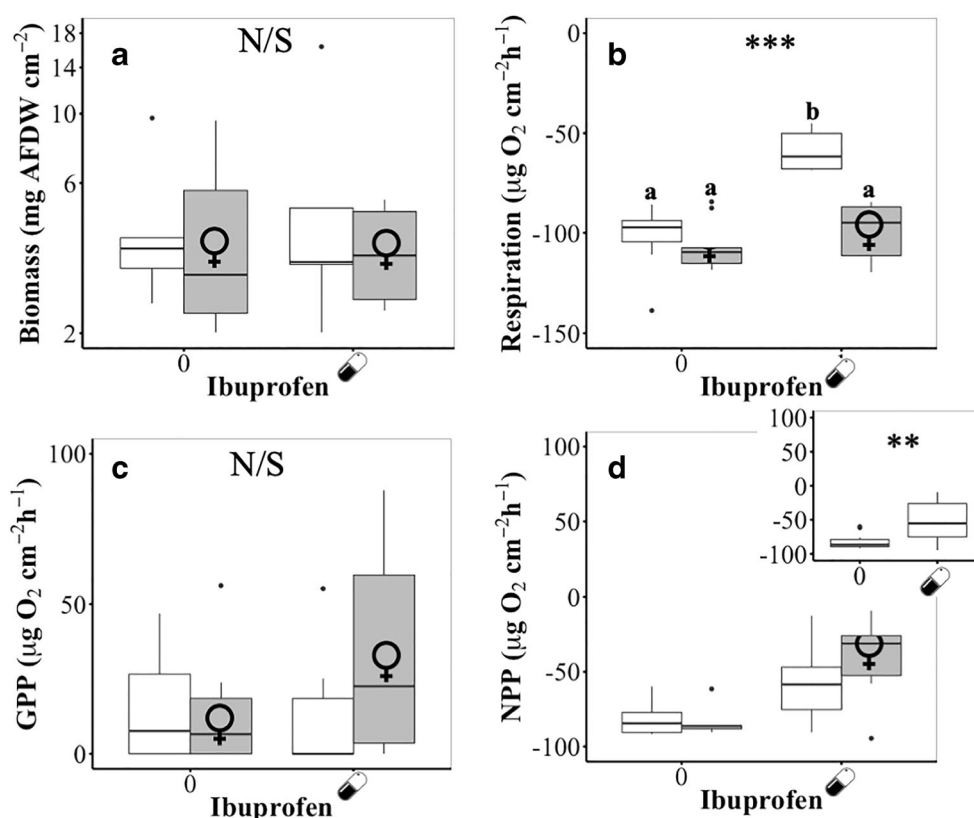 a
N/S
18
14
10
6
2
Biomass (mg AFDW cm⁻²)
0
Ibuprofen
b
***
0
-50
-100
-150
a
a
b
a
Respiration (µg O₂ cm⁻²h⁻¹)
0
Ibuprofen
c
N/S
100
50
0
GPP (µg O₂ cm⁻²h⁻¹)
0
Ibuprofen
d
100
50
0
-50
-100
NPP (µg O₂ cm⁻²h⁻¹)
0
Ibuprofen
**
100
50
0
-50
-100
0